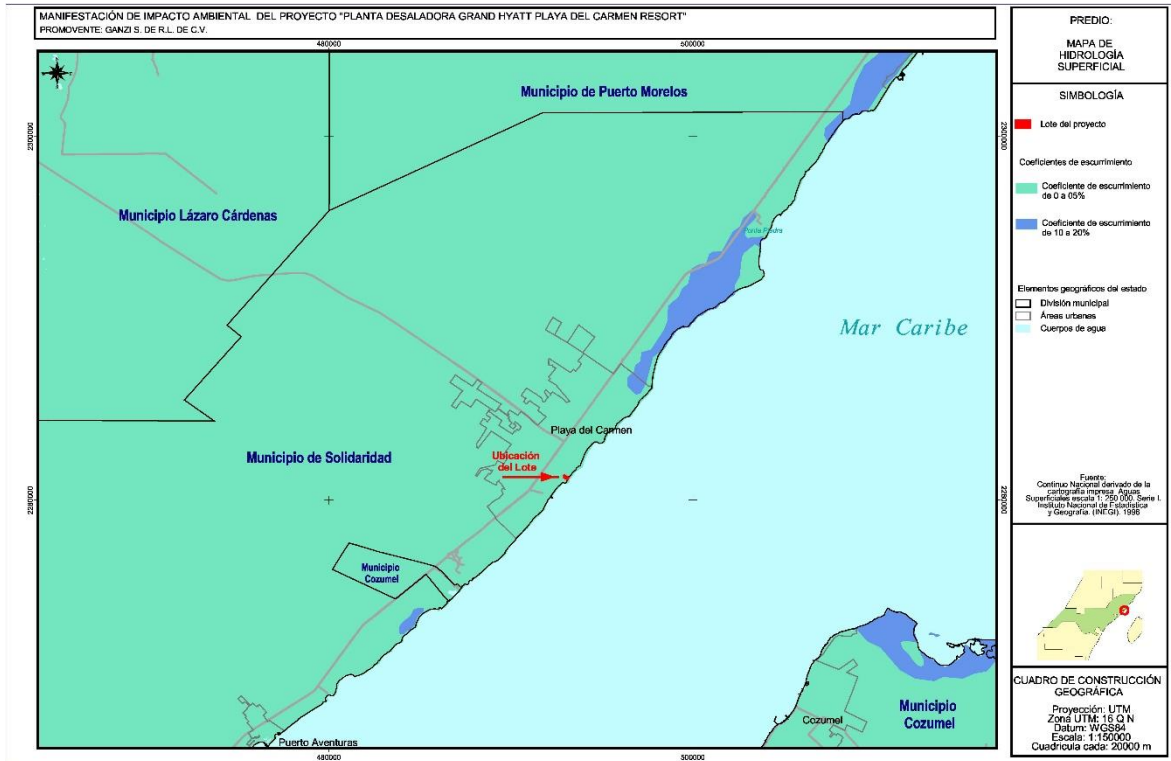 MANIFESTACIÓN DE IMPACTO AMBIENTAL DEL PROYECTO "PLANTA DESALADORA GRAND HYATT PLAYA DEL CARMEN RESORT"
PROMOVENTE: GANZI S. DE R.L. DE C.V.
480000
500000
2300000
2300000
Municipio de Puerto Morelos
Municipio Lázaro Cárdenas
Punta Piedra
Mar Caribe
Playa del Carmen
Municipio de Solidaridad
Ubicación
del Lote
2280000
2280000
Municipio
Cozumel
Municipio
Cozumel
Cozumel
Puerto Aventuras
480000
500000
PREDIO:
MAPA DE
HIDROLOGÍA
SUPERFICIAL
SIMBOLOGÍA
Lote del proyecto
Coeficientes de escurrimiento
Coeficiente de escurrimiento
de 0 a 05%
Coeficiente de escurrimiento
de 10 a 20%
Elementos geográficos del estado
División municipal
Áreas urbanas
Cuerpos de agua
Fuente:
Continuo Nacional derivado de la
cartografía impresa Aguas
Superficiales escala 1: 250 000. Serie I.
Instituto Nacional de Estadística
y Geografía. (INEGI). 1998
CUADRO DE CONSTRUCCIÓN
GEOGRÁFICA
Proyección: UTM
Zona UTM: 16 Q N
Datum: WGS84
Escala: 1:150000
Cuadrícula cada: 20000 m